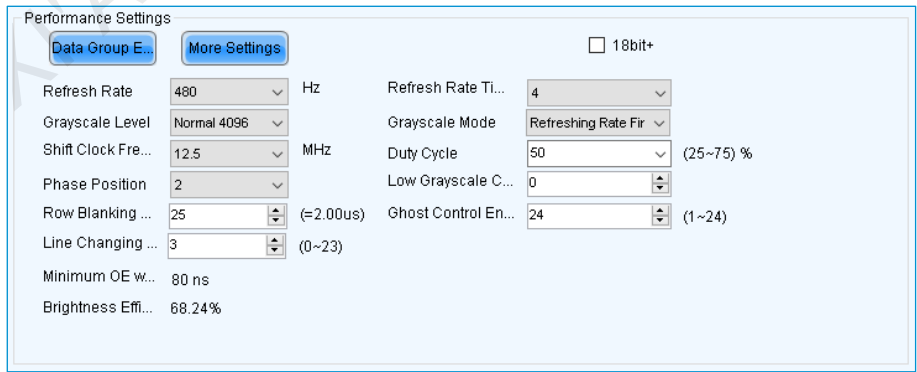 Performance Settings
Data Group E... More Settings 18bit+
Refresh Rate 480 Hz Refresh Rate Ti... 4
Grayscale Level Normal 4096 Grayscale Mode Refreshing Rate Fir
Shift Clock Fre... 12.5 MHz Duty Cycle 50 (25~75) %
Phase Position 2 Low Grayscale C... 0
Row Blanking ... 25 (=2.00us) Ghost Control En... 24 (1~24)
Line Changing ... 3 (0~23)
Minimum OE w... 80 ns
Brightness Effi... 68.24%